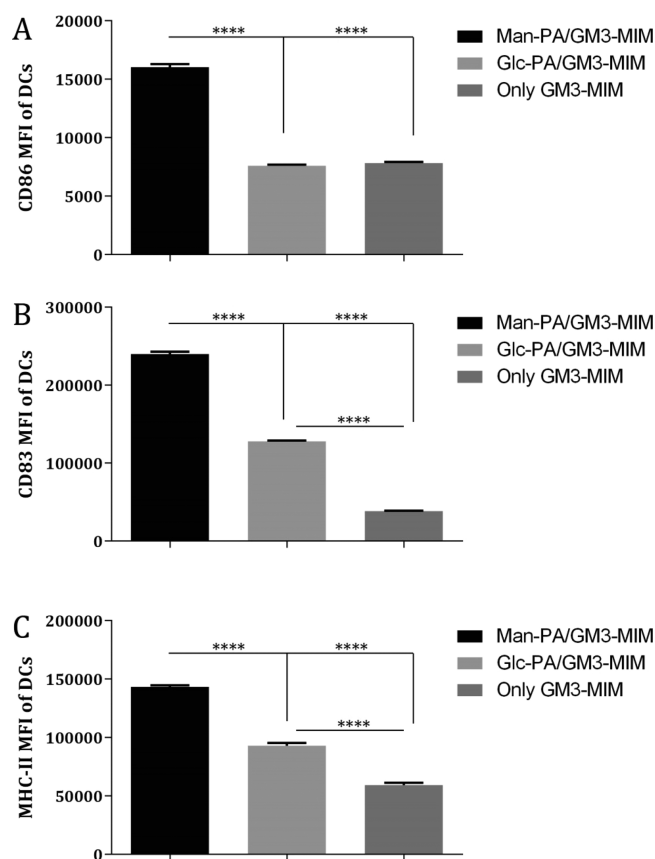 A
CD86 MFI of DCs
20000
15000
10000
5000
0
****
****
Man-PA/GM3-MIM
Glc-PA/GM3-MIM
Only GM3-MIM
B
CD83 MFI of DCs
300000
200000
100000
0
****
****
****
Man-PA/GM3-MIM
Glc-PA/GM3-MIM
Only GM3-MIM
C
MHC-II MFI of DCs
200000
150000
100000
50000
0
****
****
****
Man-PA/GM3-MIM
Glc-PA/GM3-MIM
Only GM3-MIM